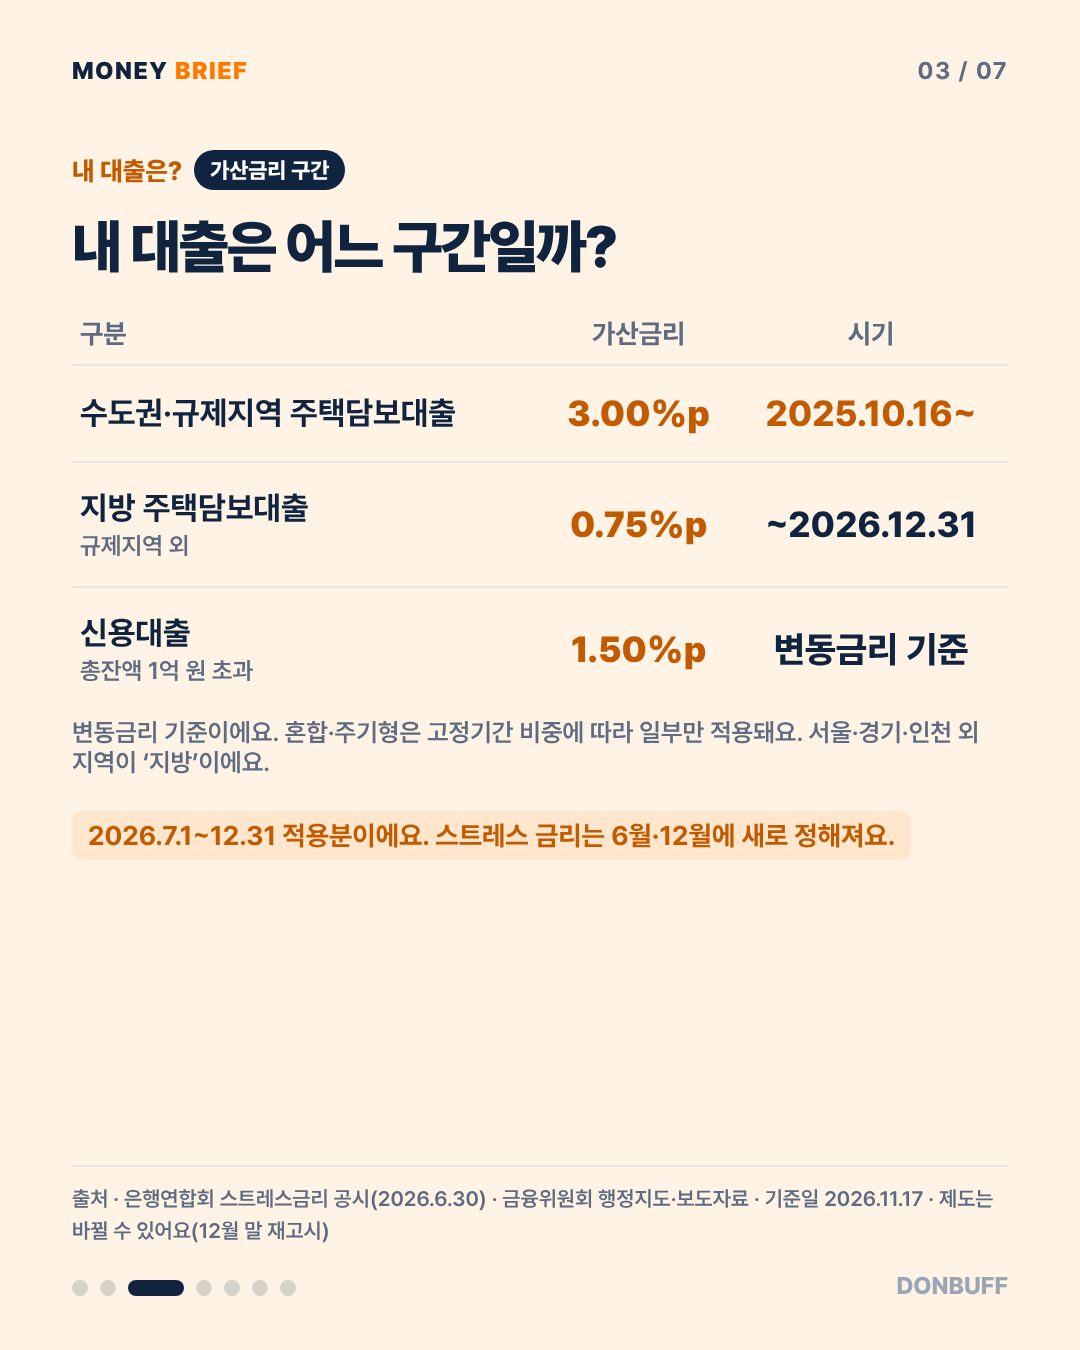 MONEY BRIEF
03 / 07
내 대출은? 가산금리 구간
내 대출은 어느 구간일까?
구분 가산금리 시기
수도권·규제지역 주택담보대출 3.00%p 2025.10.16~
지방 주택담보대출
규제지역 외
0.75%p ~2026.12.31
신용대출
총잔액 1억 원 초과
1.50%p 변동금리 기준
변동금리 기준이에요. 혼합·주기형은 고정기간 비중에 따라 일부만 적용돼요. 서울·경기·인천 외
지역이 ‘지방’이에요.
2026.7.1~12.31 적용분이에요. 스트레스 금리는 6월·12월에 새로 정해져요.
출처 · 은행연합회 스트레스금리 공시(2026.6.30) · 금융위원회 행정지도·보도자료 · 기준일 2026.11.17 · 제도는
바뀔 수 있어요(12월 말 재고시)
DONBUFF